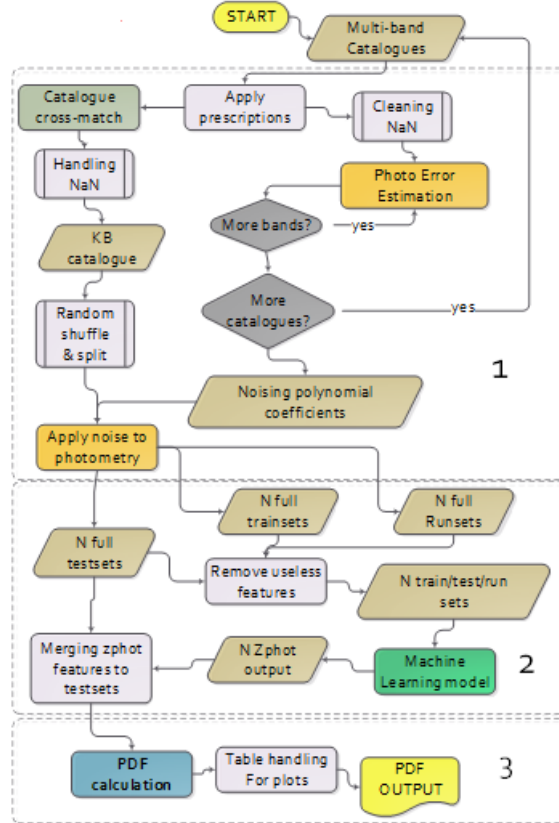 START
Multi-band
Catalogues
Catalogue
cross-match
Apply
prescriptions
Cleaning
NaN
Handling
NaN
Photo Error
Estimation
More bands?
yes
KB
catalogue
More
catalogues?
yes
Random
shuffle
& split
1
Noising polynomial
coefficients
Apply noise to
photometry
N full
trainsets
N full
Runsets
N full
testsets
Remove useless
features
N train/test/run
sets
Merging zphot
features to
testsets
N Zphot
output
Machine
Learning model
2
PDF
calculation
Table handling
For plots
PDF
OUTPUT
3